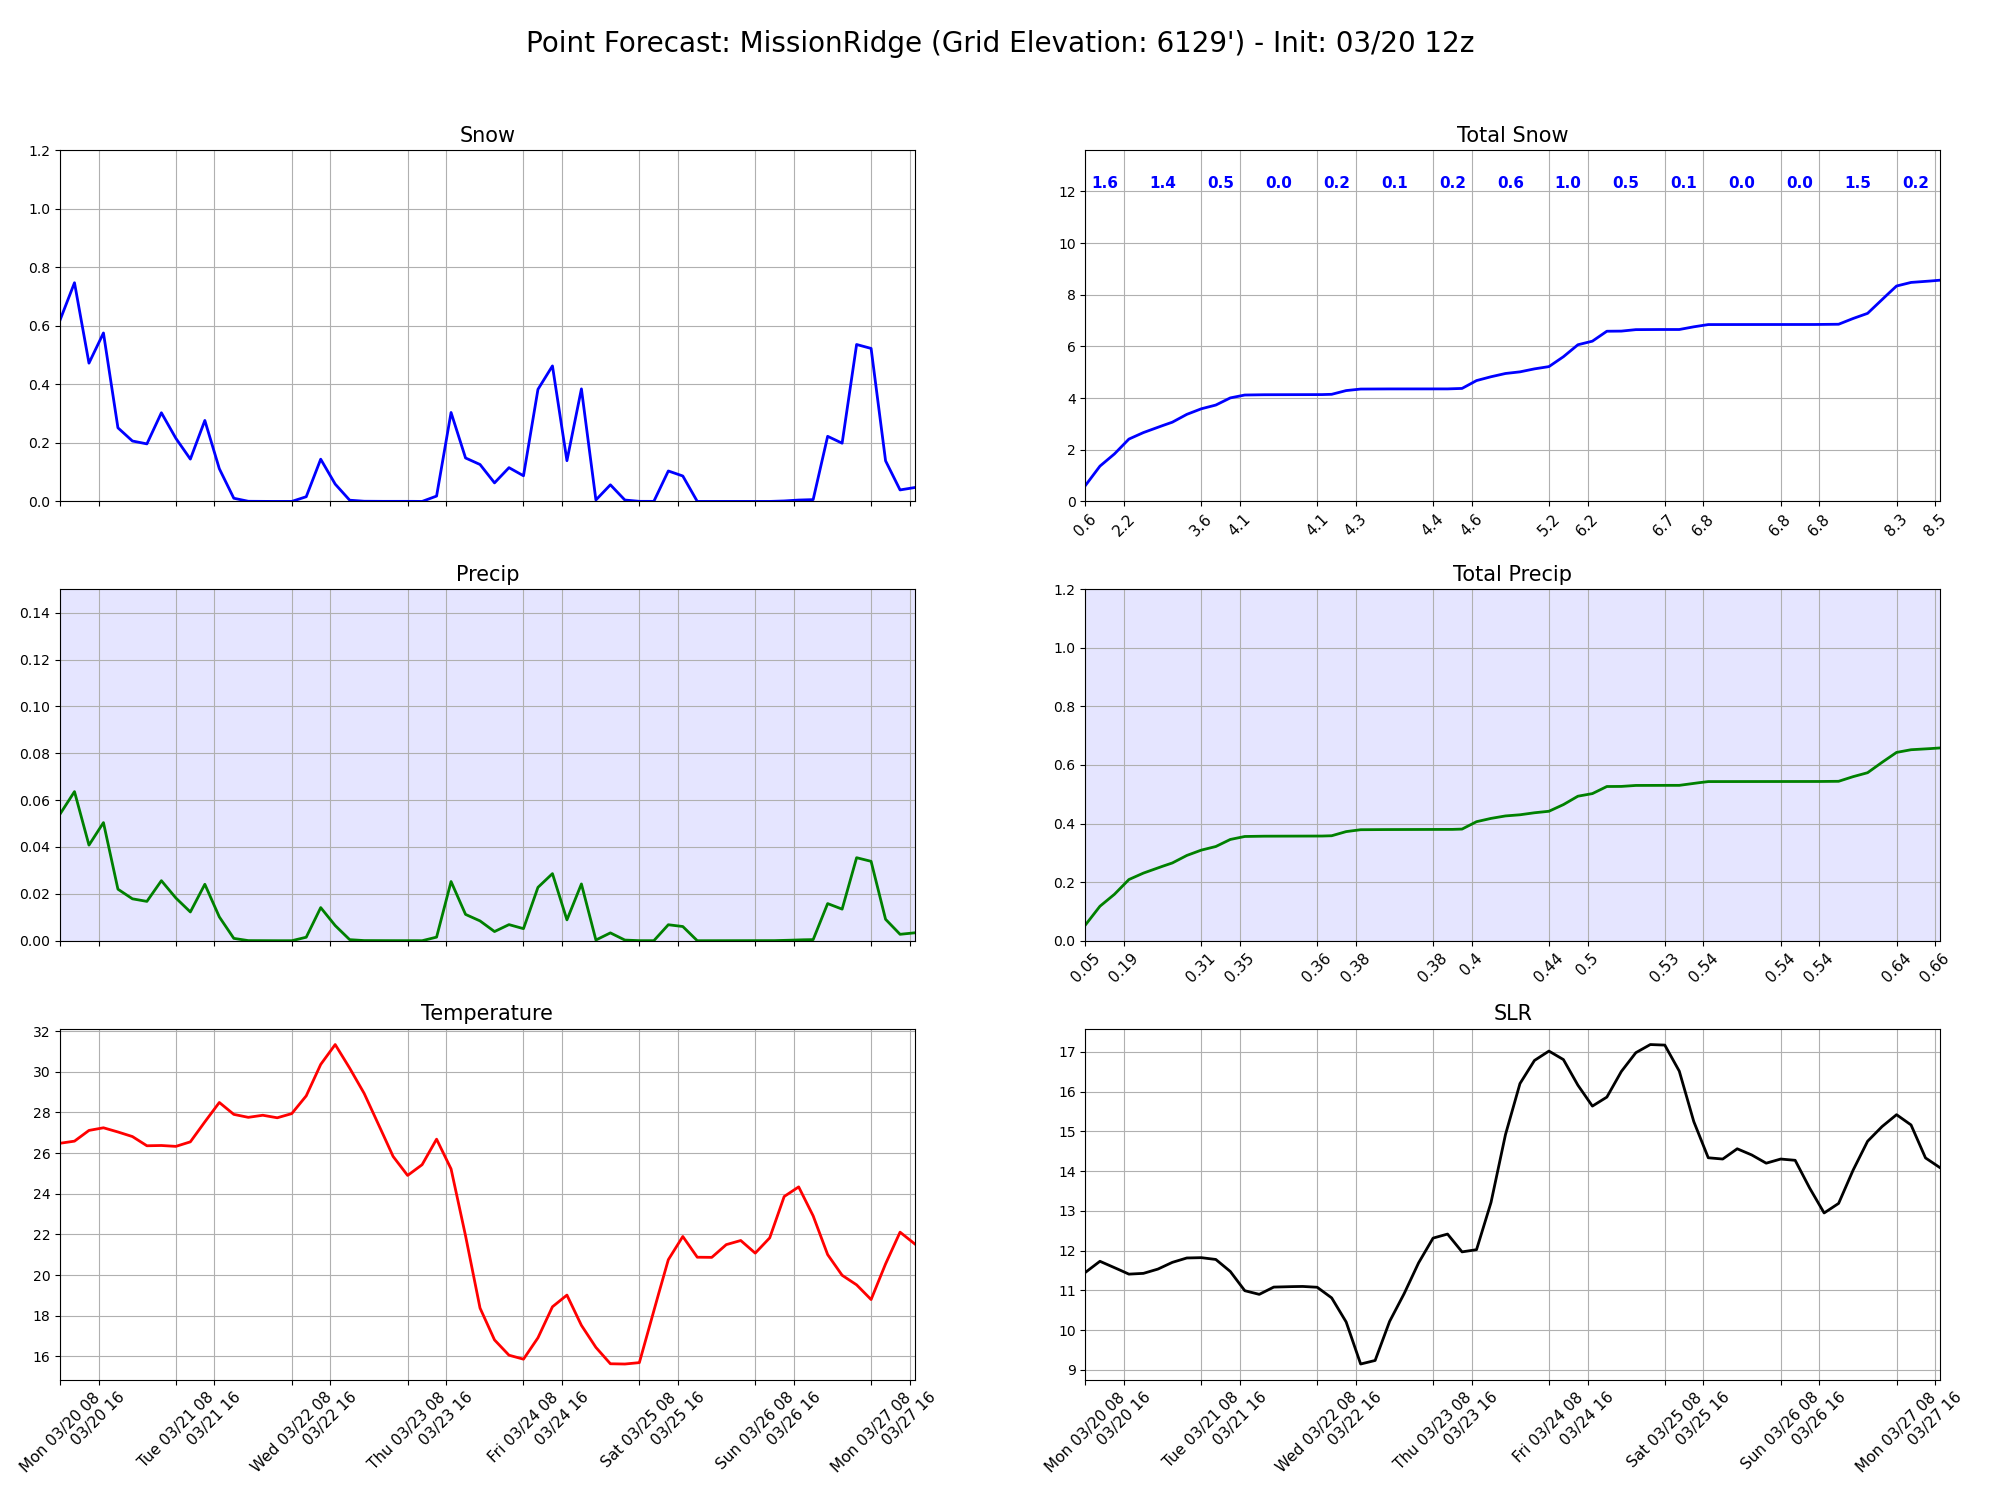 Point Forecast: MissionRidge (Grid Elevation: 6129') - Init: 03/20 12z
Snow
1.2
1.0
0.8
0.6
0.4
0.2
0.0
Total Snow
1.6 1.4 0.5 0.0 0.2 0.1 0.2 0.6 1.0 0.5 0.1 0.0 0.0 1.5 0.2
12
10
8
6
4
2
0
0.6 2.2 3.6 4.1 4.1 4.3 4.4 4.6 5.2 6.2 6.7 6.8 6.8 6.8 8.3 8.5
Precip
0.14
0.12
0.10
0.08
0.06
0.04
0.02
0.00
Total Precip
1.2
1.0
0.8
0.6
0.4
0.2
0.0
0.05 0.19 0.31 0.35 0.36 0.38 0.38 0.4 0.44 0.5 0.53 0.54 0.54 0.54 0.64 0.66
Temperature
32
30
28
26
24
22
20
18
16
Mon 03/20 08
03/20 16
Tue 03/21 08
03/21 16
Wed 03/22 08
03/22 16
Thu 03/23 08
03/23 16
Fri 03/24 08
03/24 16
Sat 03/25 08
03/25 16
Sun 03/26 08
03/26 16
Mon 03/27 08
03/27 16
SLR
17
16
15
14
13
12
11
10
9
Mon 03/20 08
03/20 16
Tue 03/21 08
03/21 16
Wed 03/22 08
03/22 16
Thu 03/23 08
03/23 16
Fri 03/24 08
03/24 16
Sat 03/25 08
03/25 16
Sun 03/26 08
03/26 16
Mon 03/27 08
03/27 16